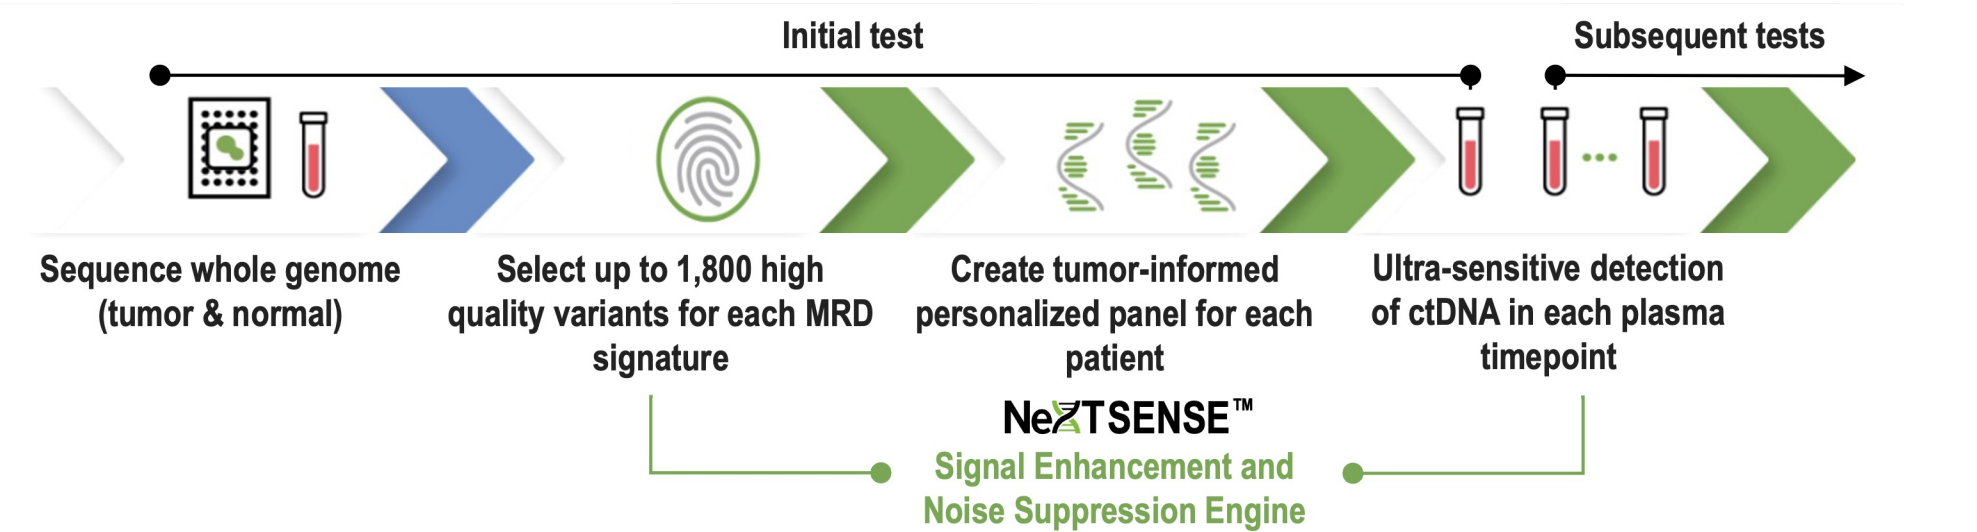 Initial test
Subsequent tests
Sequence whole genome
(tumor & normal)
Select up to 1,800 high
quality variants for each MRD
signature
Create tumor-informed
personalized panel for each
patient
Ultra-sensitive detection
of ctDNA in each plasma
timepoint
NeXT SENSE™
Signal Enhancement and
Noise Suppression Engine